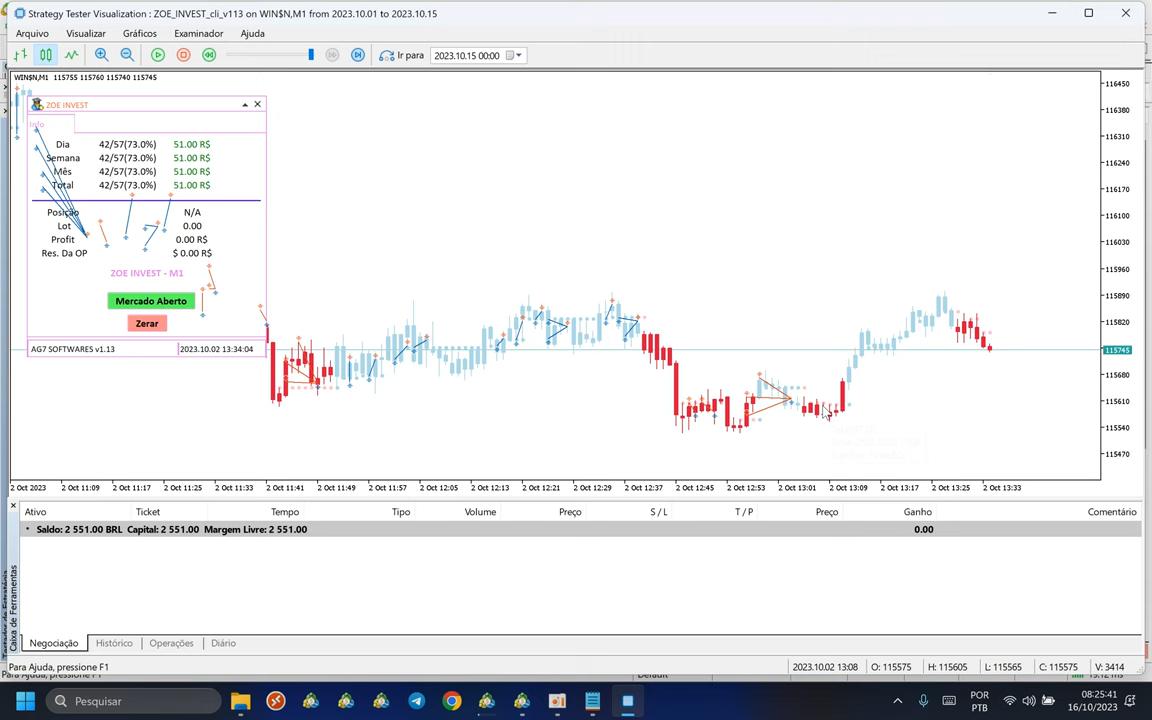 Strategy Tester Visualization : ZOE_INVEST_cli_v113 on WIN$N,M1 from 2023.10.01 to 2023.10.15
Arquivo Visualizar Gráficos Examinador Ajuda
Ir para 2023.10.15 00:00
WIN$N,M1 115755 115760 115740 115745
ZOE INVEST
Info
Dia 42/57(73.0%) 51.00 R$
Semana 42/57(73.0%) 51.00 R$
Mês 42/57(73.0%) 51.00 R$
Total 42/57(73.0%) 51.00 R$
Posição N/A
Lot 0.00
Profit 0.00 R$
Res. Da OP $ 0.00 R$
ZOE INVEST - M1
Mercado Aberto
Zerar
AG7 SOFTWARES v1.13 2023.10.02 13:34:04
116450
116380
116310
116240
116170
116100
116030
115960
115890
115820
115745
115680
115610
115540
115470
2 Oct 2023 2 Oct 11:09 2 Oct 11:17 2 Oct 11:25 2 Oct 11:33 2 Oct 11:41 2 Oct 11:49 2 Oct 11:57 2 Oct 12:05 2 Oct 12:13 2 Oct 12:21 2 Oct 12:29 2 Oct 12:37 2 Oct 12:45 2 Oct 12:53 2 Oct 13:01 2 Oct 13:09 2 Oct 13:17 2 Oct 13:25 2 Oct 13:33
Ativo Ticket Tempo Tipo Volume Preço S / L T / P Preço Ganho Comentário
Saldo: 2 551.00 BRL Capital: 2 551.00 Margem Livre: 2 551.00 0.00
Caixa de Ferramentas
Negociação Histórico Operações Diário
Para Ajuda, pressione F1 2023.10.02 13:08 O: 115575 H: 115605 L: 115565 C: 115575 V: 3414
Para Ajuda, pressione F1 Default
Pesquisar
POR
PTB
08:25:41
16/10/2023